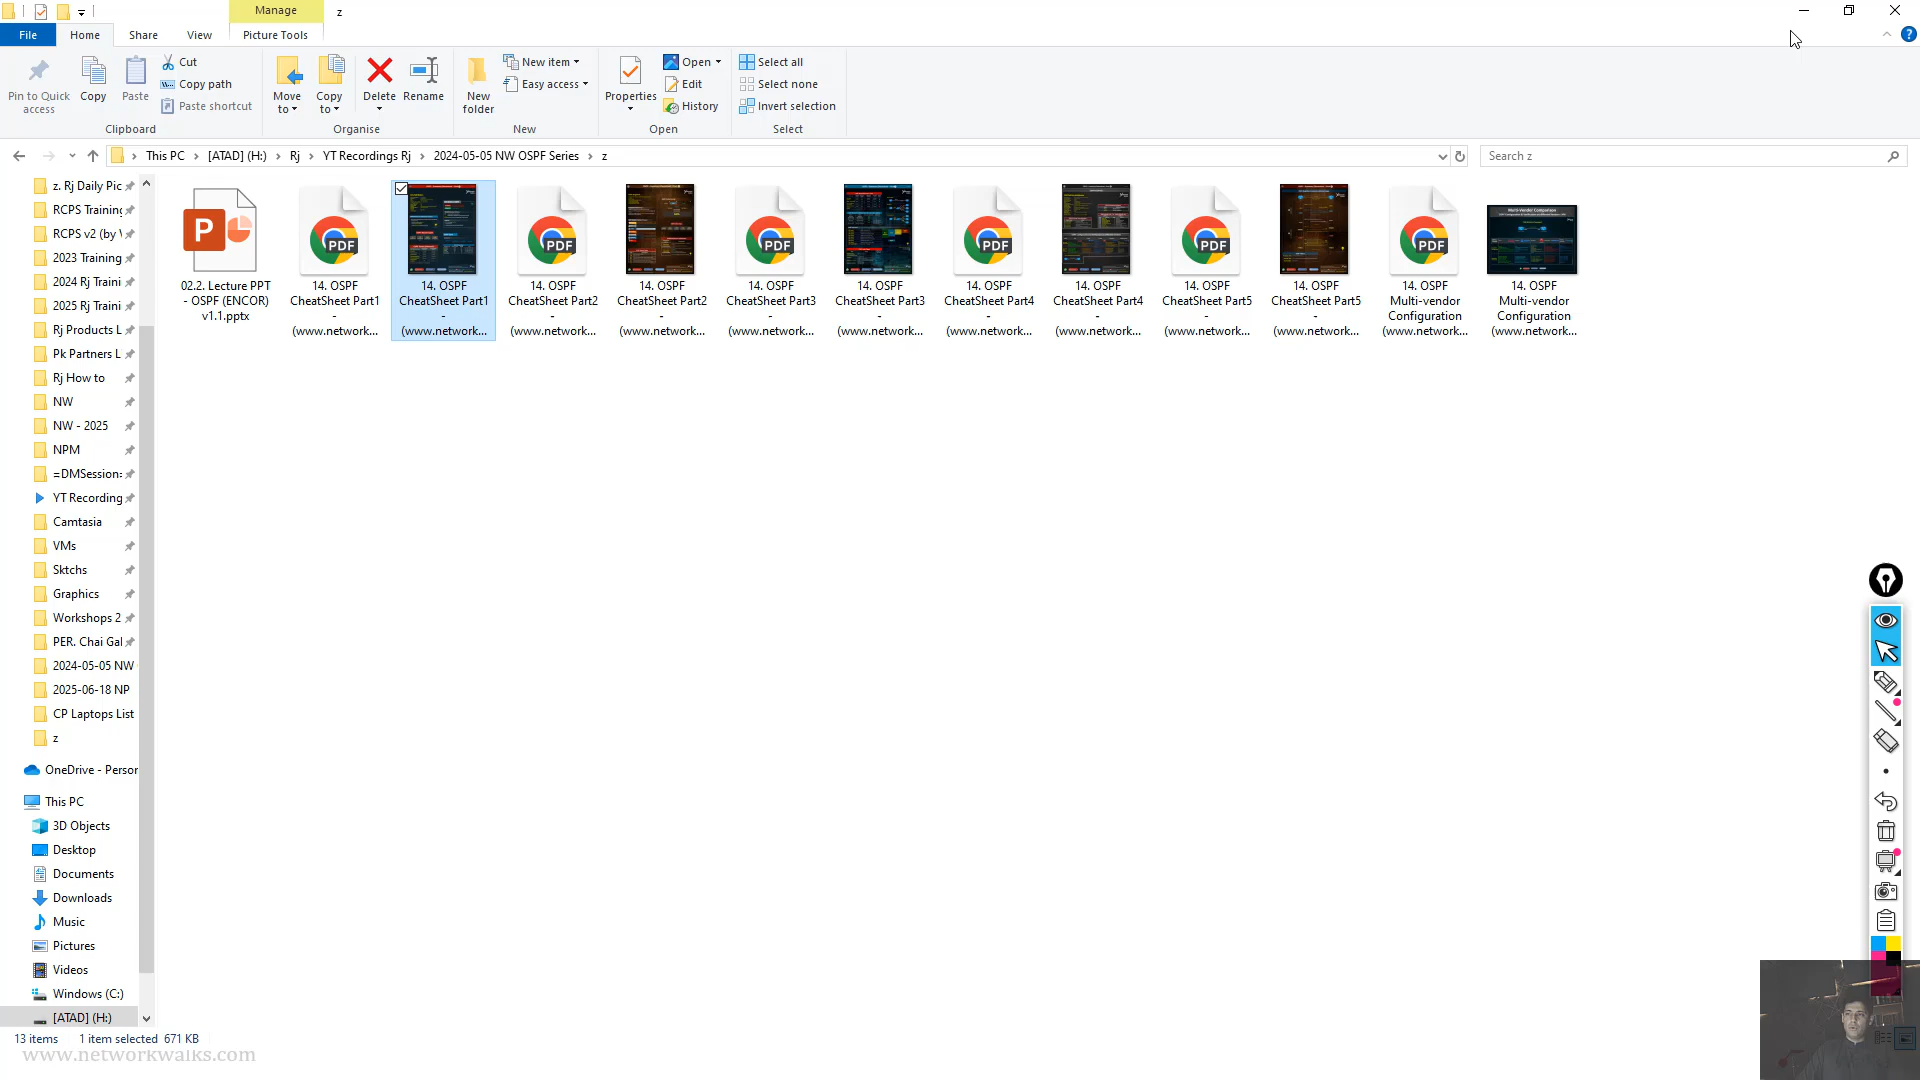 Manage
z
File
Home
Share
View
Picture Tools
Pin to Quick
access
Copy
Paste
Cut
Copy path
Paste shortcut
Clipboard
Move
to
Copy
to
Delete
Rename
Organise
New
folder
New item
Easy access
New
Properties
Open
Edit
History
Open
Select all
Select none
Invert selection
Select
This PC
[ATAD] (H:)
Rj
YT Recordings Rj
2024-05-05 NW OSPF Series
z
Search z
z. Rj Daily Pic
RCPS Training
RCPS v2 (by
2023 Training
2024 Rj Traini
2025 Rj Traini
Rj Products L
Pk Partners L
Rj How to
NW
NW - 2025
NPM
=DMSession:
YT Recording
Camtasia
VMs
Sktchs
Graphics
Workshops 2
PER. Chai Gal
2024-05-05 NW
2025-06-18 NP
CP Laptops List
z
OneDrive - Person
This PC
3D Objects
Desktop
Documents
Downloads
Music
Pictures
Videos
Windows (C:)
[ATAD] (H:)
P
02.2. Lecture PPT
- OSPF (ENCOR)
v1.1.pptx
PDF
14. OSPF
CheatSheet Part1
-
(www.network...
14. OSPF
CheatSheet Part1
-
(www.network...
PDF
14. OSPF
CheatSheet Part2
-
(www.network...
14. OSPF
CheatSheet Part2
-
(www.network...
PDF
14. OSPF
CheatSheet Part3
-
(www.network...
14. OSPF
CheatSheet Part3
-
(www.network...
PDF
14. OSPF
CheatSheet Part4
-
(www.network...
14. OSPF
CheatSheet Part4
-
(www.network...
PDF
14. OSPF
CheatSheet Part5
-
(www.network...
14. OSPF
CheatSheet Part5
-
(www.network...
PDF
14. OSPF
Multi-vendor
Configuration
(www.network...
Multi-Vendor Comparison
14. OSPF
Multi-vendor
Configuration
(www.network...
13 items
1 item selected 671 KB
www.networkwalks.com